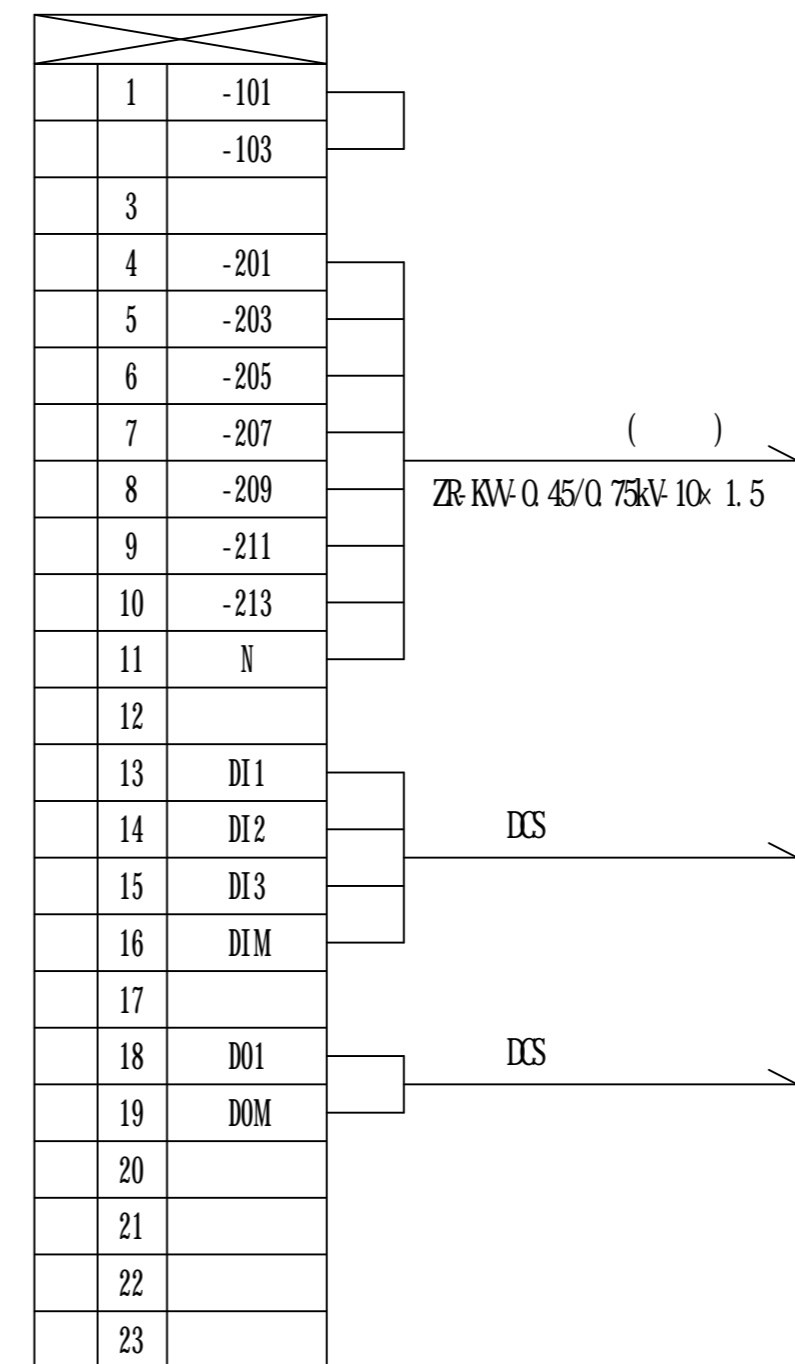 1 -101
-103
3
4 -201
5 -203
6 -205
7 -207
( )
8 -209
ZR-KVV-0.45/0.75kV-10×1.5
9 -211
10 -213
11 N
12
13 DI1
14 DI2
DCS
15 DI3
16 DIM
17
18 DO1
DCS
19 DOM
20
21
22
23